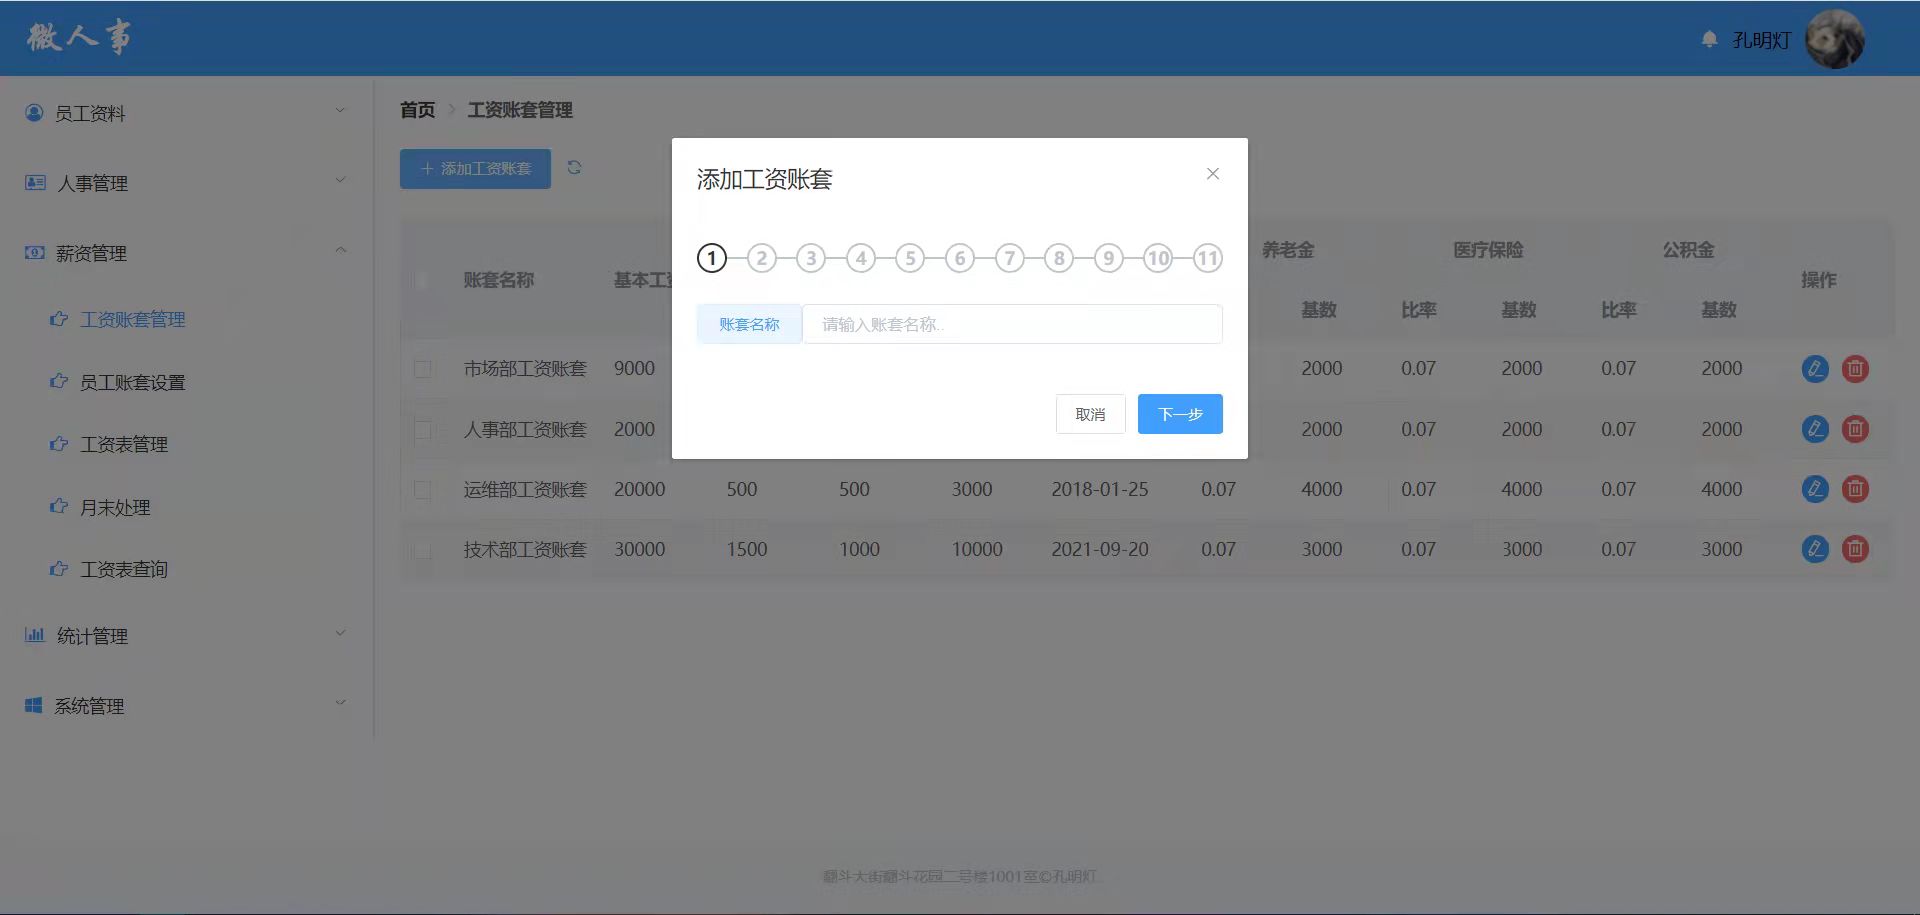 微人事
孔明灯
员工资料
人事管理
薪资管理
工资账套管理
员工账套设置
工资表管理
月末处理
工资表查询
统计管理
系统管理
首页 工资账套管理
添加工资账套
添加工资账套
1 2 3 4 5 6 7 8 9 10 11
账套名称 请输入账套名称..
取消 下一步
养老金 医疗保险 公积金
账套名称 基本工资 操作
基数 比率 基数 比率 基数
市场部工资账套 9000 2000 0.07 2000 0.07 2000
人事部工资账套 2000 2000 0.07 2000 0.07 2000
运维部工资账套 20000 500 500 3000 2018-01-25 0.07 4000 0.07 4000 0.07 4000
技术部工资账套 30000 1500 1000 10000 2021-09-20 0.07 3000 0.07 3000 0.07 3000
翻斗大街翻斗花园二号楼1001室©孔明灯